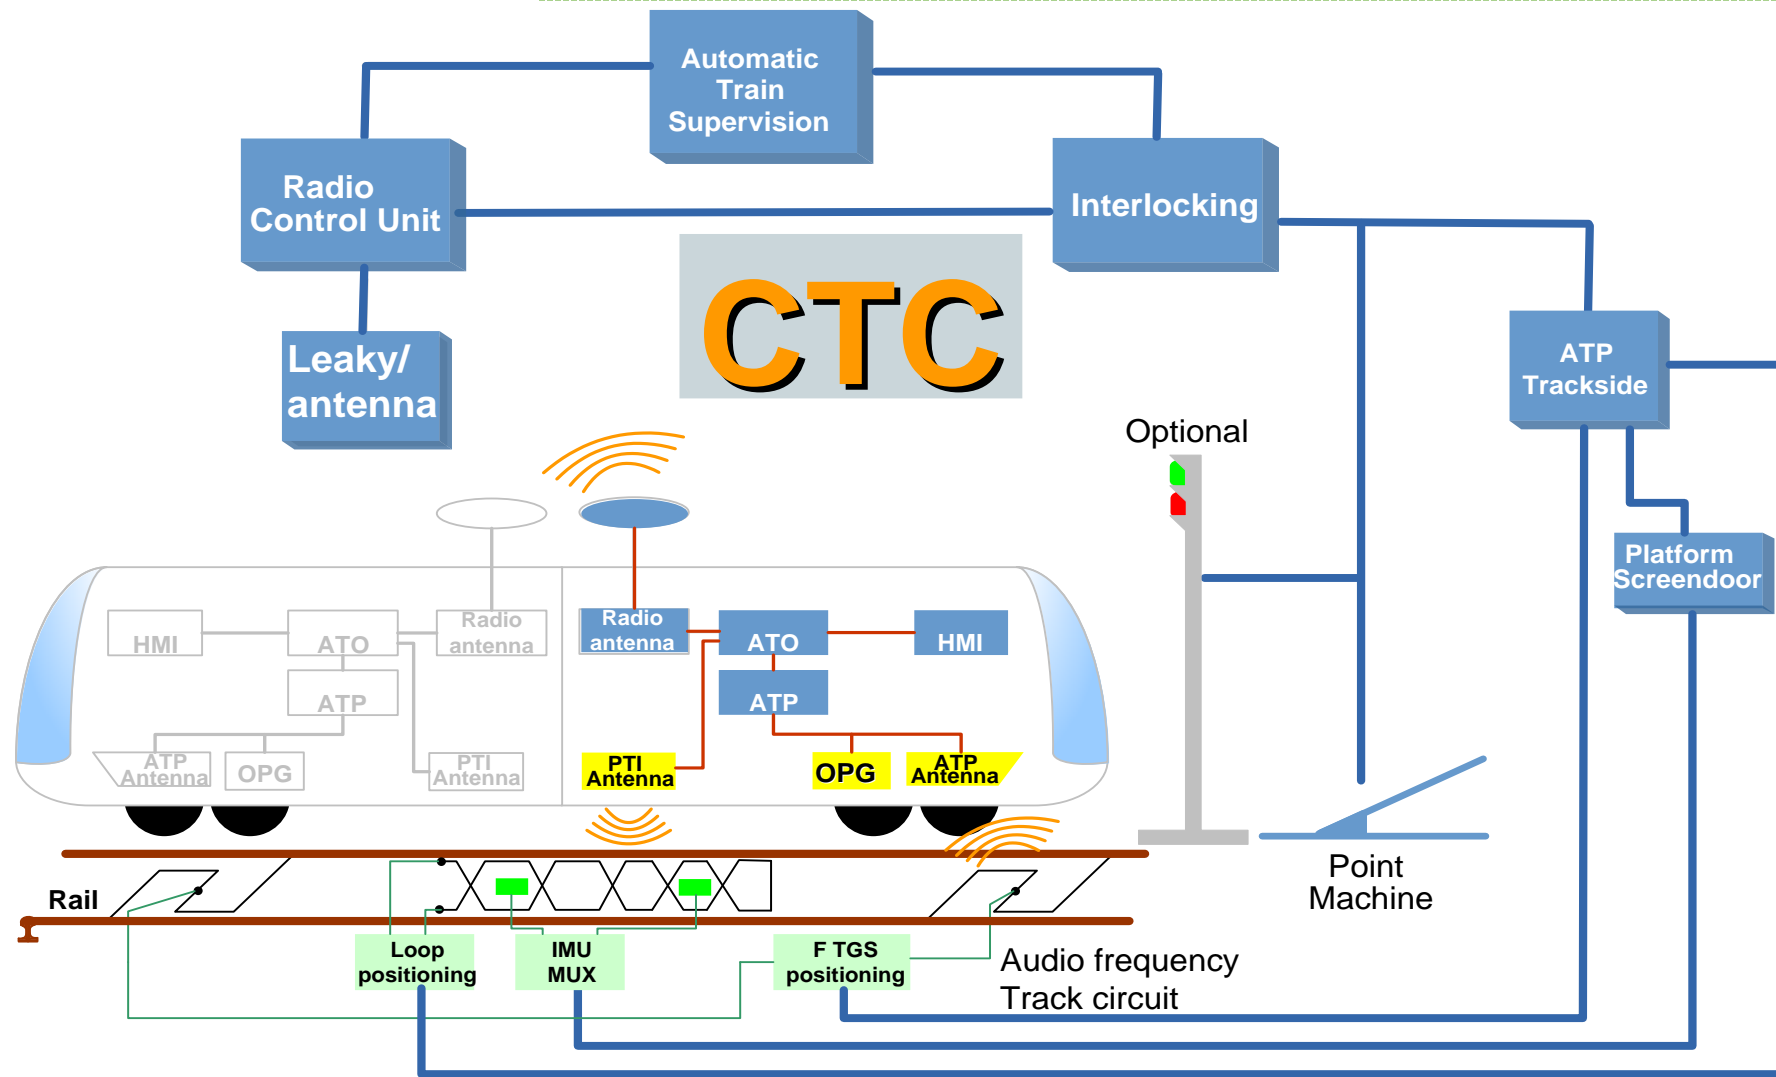 Automatic
Train
Supervision
Radio
Control Unit
Interlocking
CTC
Leaky/
antenna
ATP
Trackside
Optional
Platform
Screendoor
HMI
ATO
Radio
antenna
ATP
ATP
Antenna
OPG
PTI
Antenna
Radio
antenna
ATO
HMI
ATP
PTI
Antenna
OPG
ATP
Antenna
Point
Machine
Rail
Loop
positioning
IMU
MUX
F TGS
positioning
Audio frequency
Track circuit